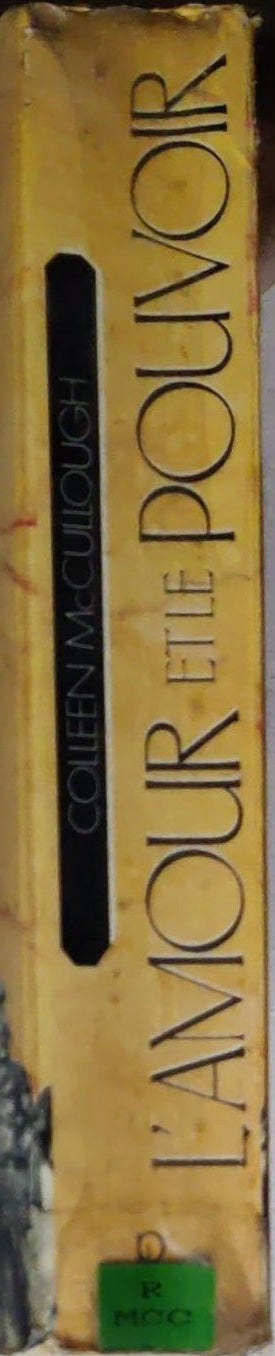 COLLEEN McCULLOUGH
L'AMOUR ET LE POUVOIR
R
MCC